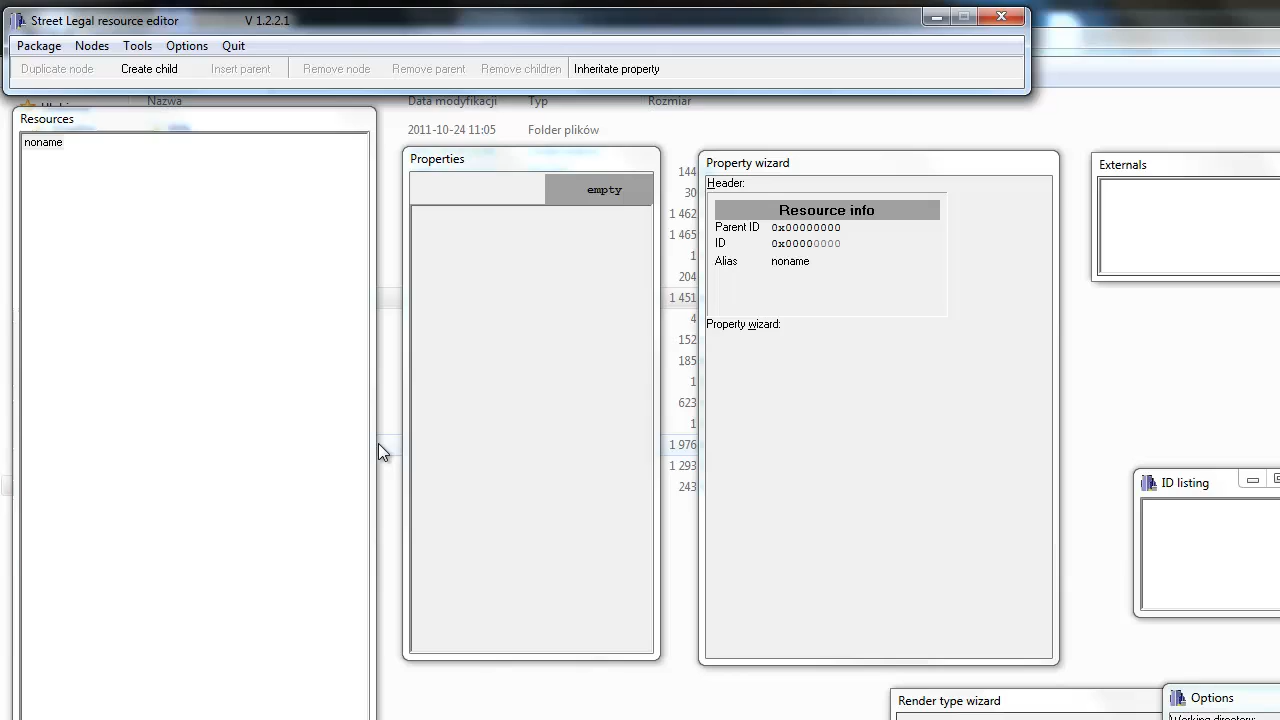 Street Legal resource editor V 1.2.2.1
Package Nodes Tools Options Quit
Duplicate node Create child Insert parent Remove node Remove parent Remove children Inheritate property
Nazwa Data modyfikacji Typ Rozmiar
Resources
2011-10-24 11:05 Folder plików
noname
Properties
empty
144
30
1 462
1 465
1
204
1 451
4
152
185
1
623
1
1 976
1 293
243
Property wizard
Header:
Resource info
Parent ID 0x00000000
ID 0x00000000
Alias noname
Property wizard:
Externals
ID listing
Render type wizard
Options
Working directory: